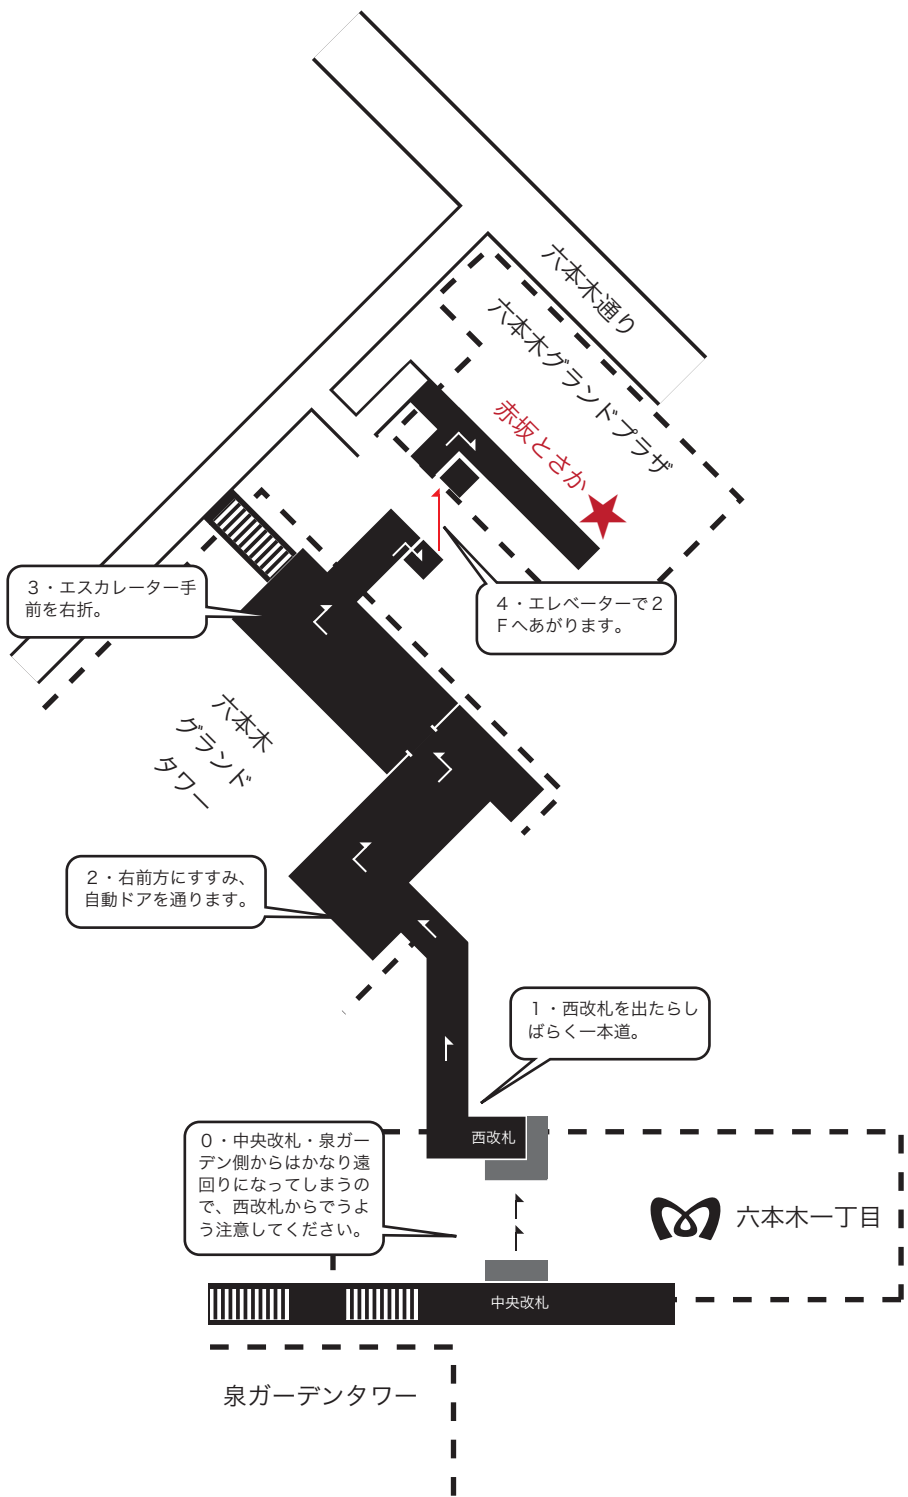 六本木通り
六本木グランドプラザ
赤坂とさか
3・エスカレーター手
前を右折。
4・エレベーターで2
Fへあがります。
六本木
グランド
タワー
2・右前方にすすみ、
自動ドアを通ります。
1・西改札を出たらし
ばらく一本道。
西改札
0・中央改札・泉ガー
デン側からはかなり遠
回りになってしまうの
で、西改札からでうよ
う注意してください。
六本木一丁目
中央改札
泉ガーデンタワー